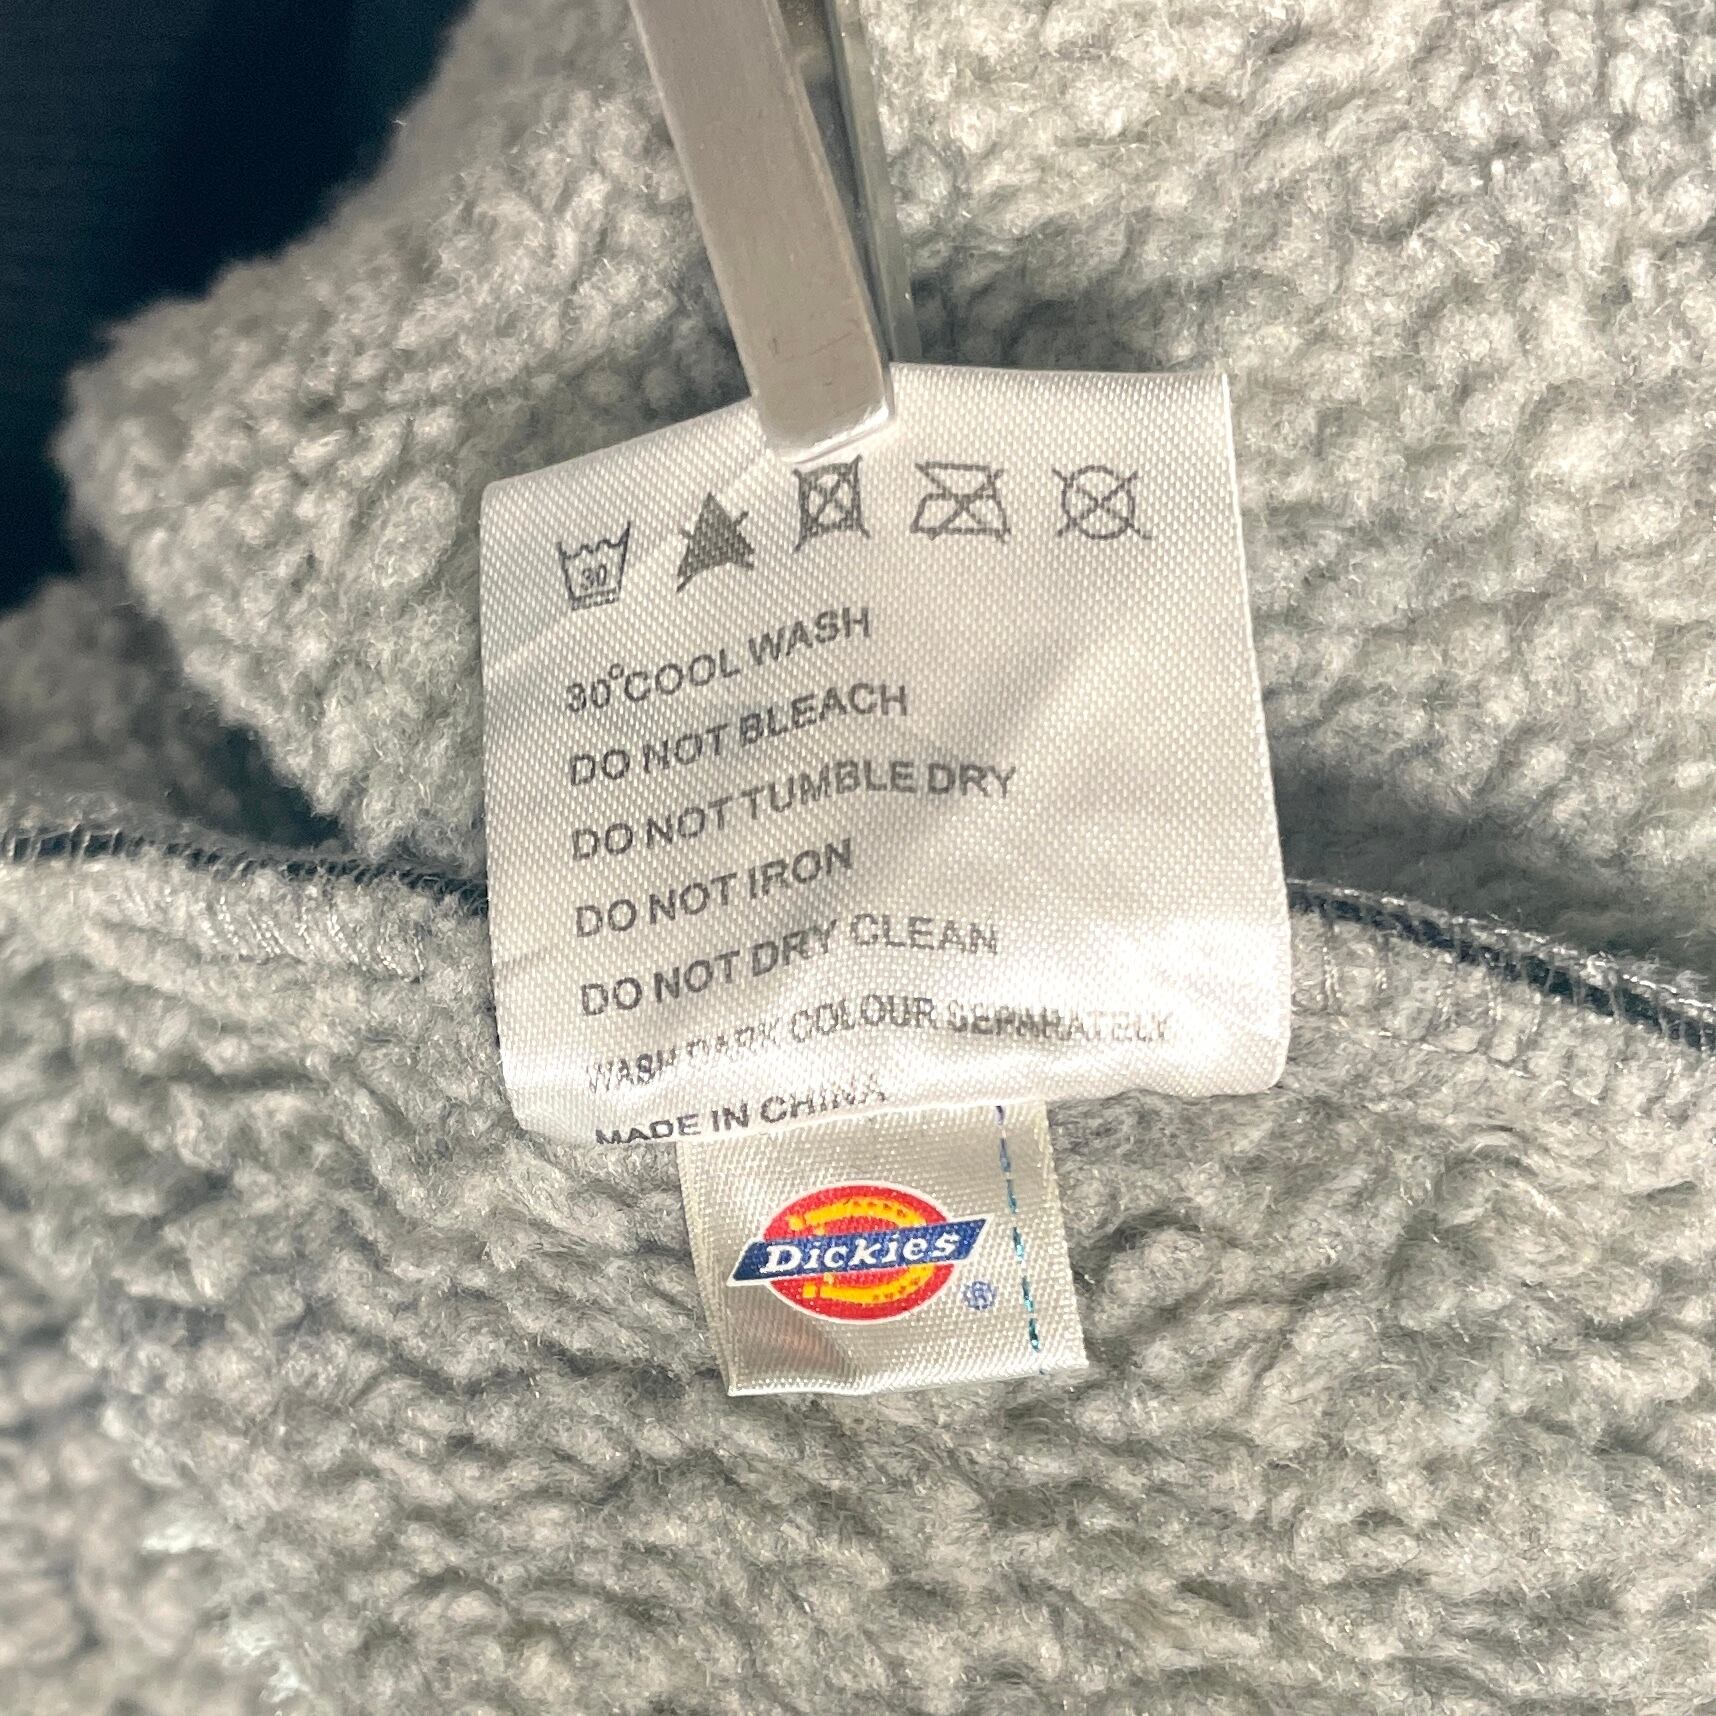 30
30°COOL WASH
DO NOT BLEACH
DO NOT TUMBLE DRY
DO NOT IRON
DO NOT DRY CLEAN
WASH DARK COLOUR SEPARATELY
MADE IN CHINA
Dickies
®